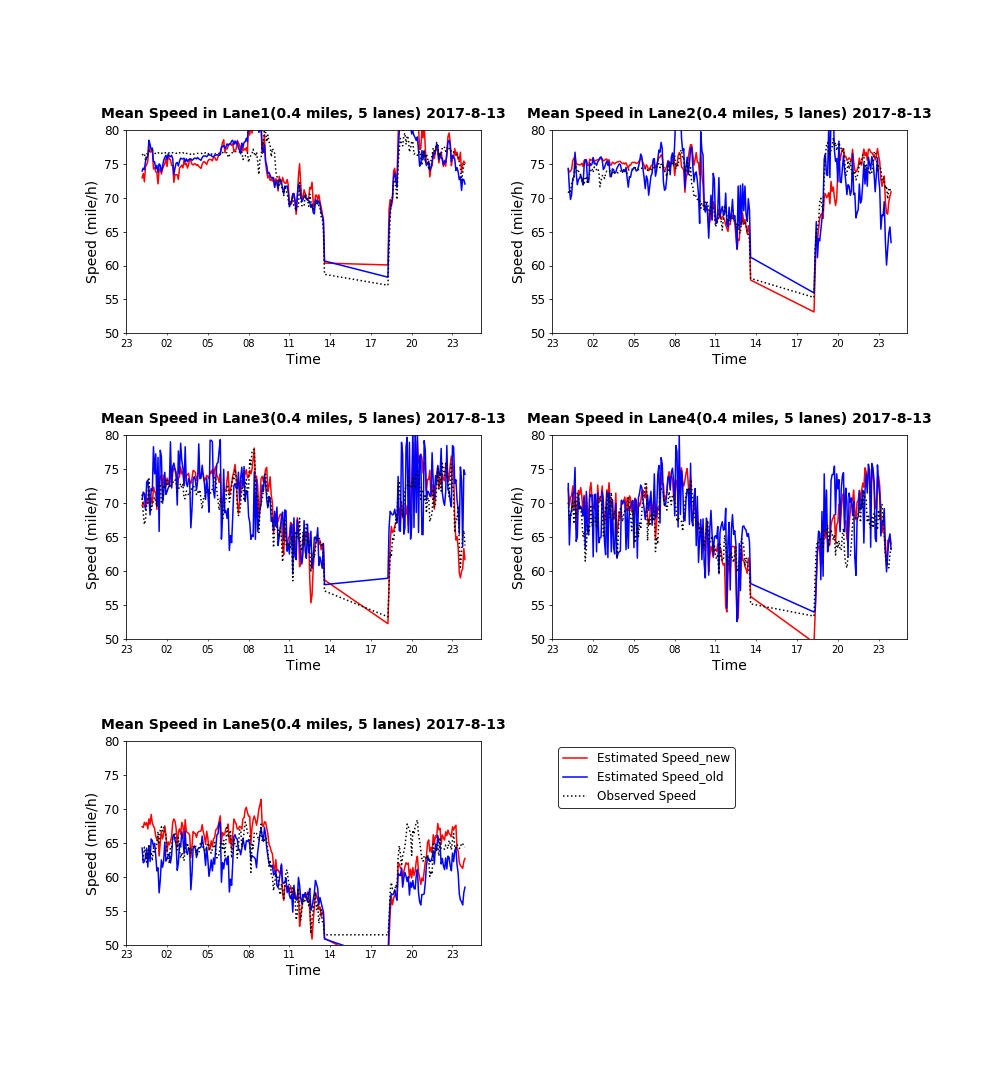 Mean Speed in Lane1(0.4 miles, 5 lanes) 2017-8-13
80
75
70
65
60
55
50
Speed (mile/h)
23 02 05 08 11 14 17 20 23
Time
Mean Speed in Lane2(0.4 miles, 5 lanes) 2017-8-13
80
75
70
65
60
55
50
Speed (mile/h)
23 02 05 08 11 14 17 20 23
Time
Mean Speed in Lane3(0.4 miles, 5 lanes) 2017-8-13
80
75
70
65
60
55
50
Speed (mile/h)
23 02 05 08 11 14 17 20 23
Time
Mean Speed in Lane4(0.4 miles, 5 lanes) 2017-8-13
80
75
70
65
60
55
50
Speed (mile/h)
23 02 05 08 11 14 17 20 23
Time
Mean Speed in Lane5(0.4 miles, 5 lanes) 2017-8-13
80
75
70
65
60
55
50
Speed (mile/h)
23 02 05 08 11 14 17 20 23
Time
Estimated Speed_new
Estimated Speed_old
Observed Speed